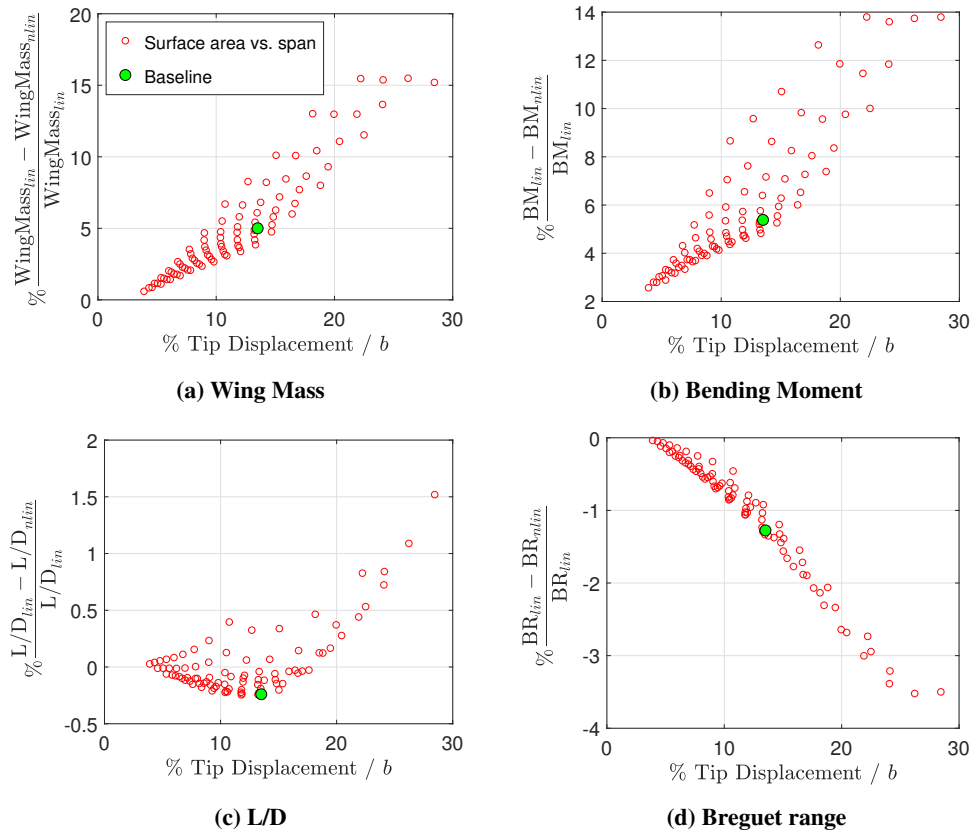 % (WingMass_lin − WingMass_nlin) / WingMass_lin
20
15
10
5
0
Surface area vs. span
Baseline
0 10 20 30
% Tip Displacement / b
(a) Wing Mass
% (BM_lin − BM_nlin) / BM_lin
14
12
10
8
6
4
2
0 10 20 30
% Tip Displacement / b
(b) Bending Moment
% (L/D_lin − L/D_nlin) / L/D_lin
2
1.5
1
0.5
0
-0.5
0 10 20 30
% Tip Displacement / b
(c) L/D
% (BR_lin − BR_nlin) / BR_lin
0
-1
-2
-3
-4
0 10 20 30
% Tip Displacement / b
(d) Breguet range